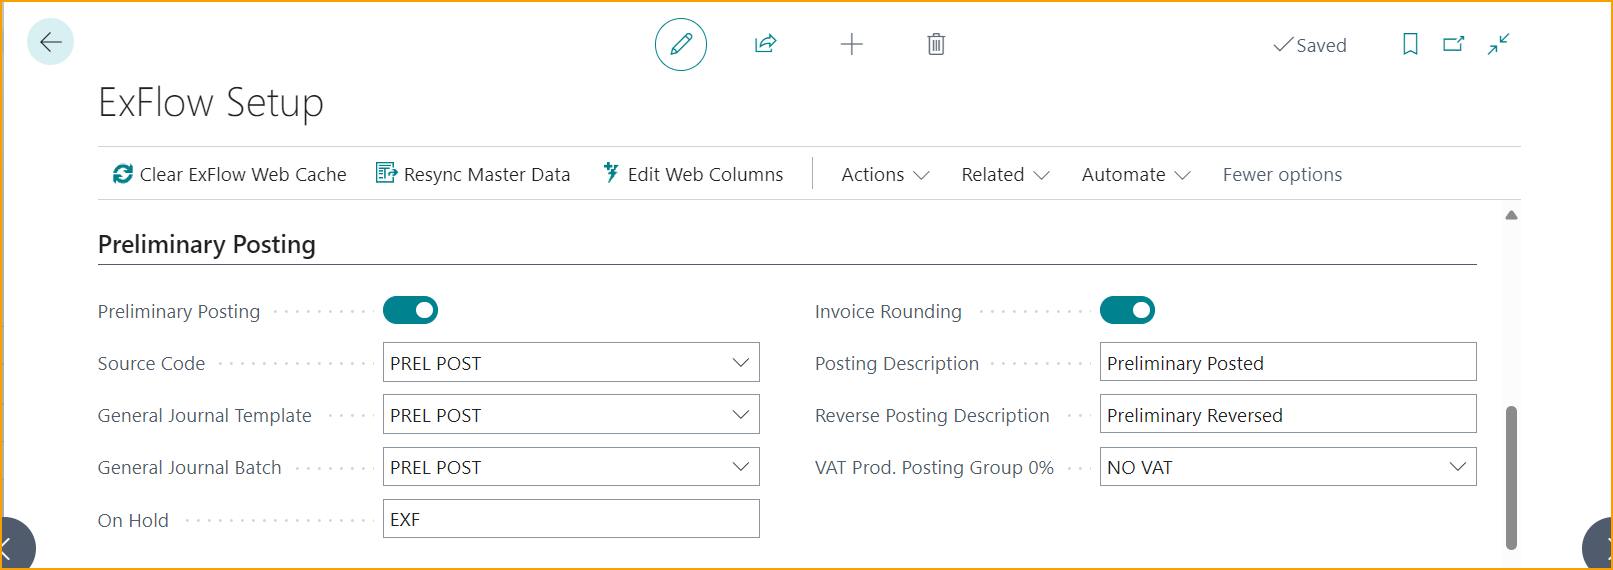 Saved
ExFlow Setup
Clear ExFlow Web Cache Resync Master Data Edit Web Columns Actions Related Automate Fewer options
Preliminary Posting
Preliminary Posting
Source Code PREL POST
General Journal Template PREL POST
General Journal Batch PREL POST
On Hold EXF
Invoice Rounding
Posting Description Preliminary Posted
Reverse Posting Description Preliminary Reversed
VAT Prod. Posting Group 0% NO VAT